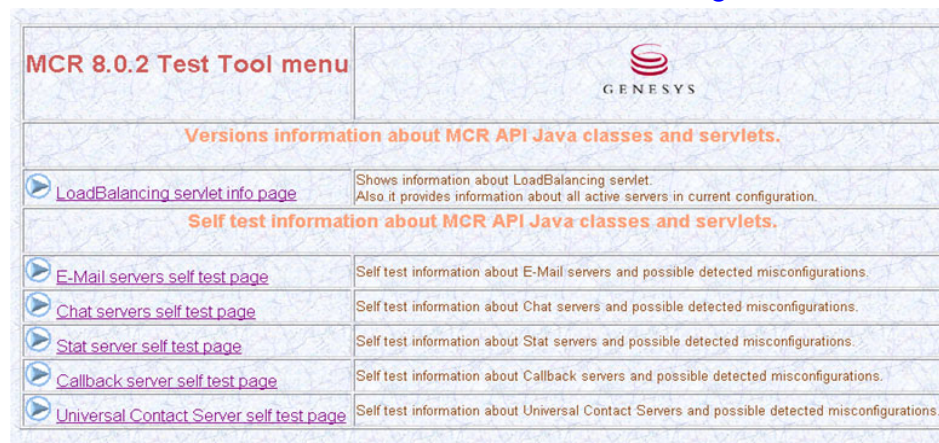 MCR 8.0.2 Test Tool menu
GENESYS
Versions information about MCR API Java classes and servlets.
LoadBalancing servlet info page
Shows information about LoadBalancing servlet.
Also it provides information about all active servers in current configuration.
Self test information about MCR API Java classes and servlets.
E-Mail servers self test page
Self test information about E-Mail servers and possible detected misconfigurations.
Chat servers self test page
Self test information about Chat servers and possible detected misconfigurations.
Stat server self test page
Self test information about Stat servers and possible detected misconfigurations.
Callback server self test page
Self test information about Callback servers and possible detected misconfigurations.
Universal Contact Server self test page
Self test information about Universal Contact Servers and possible detected misconfigurations.